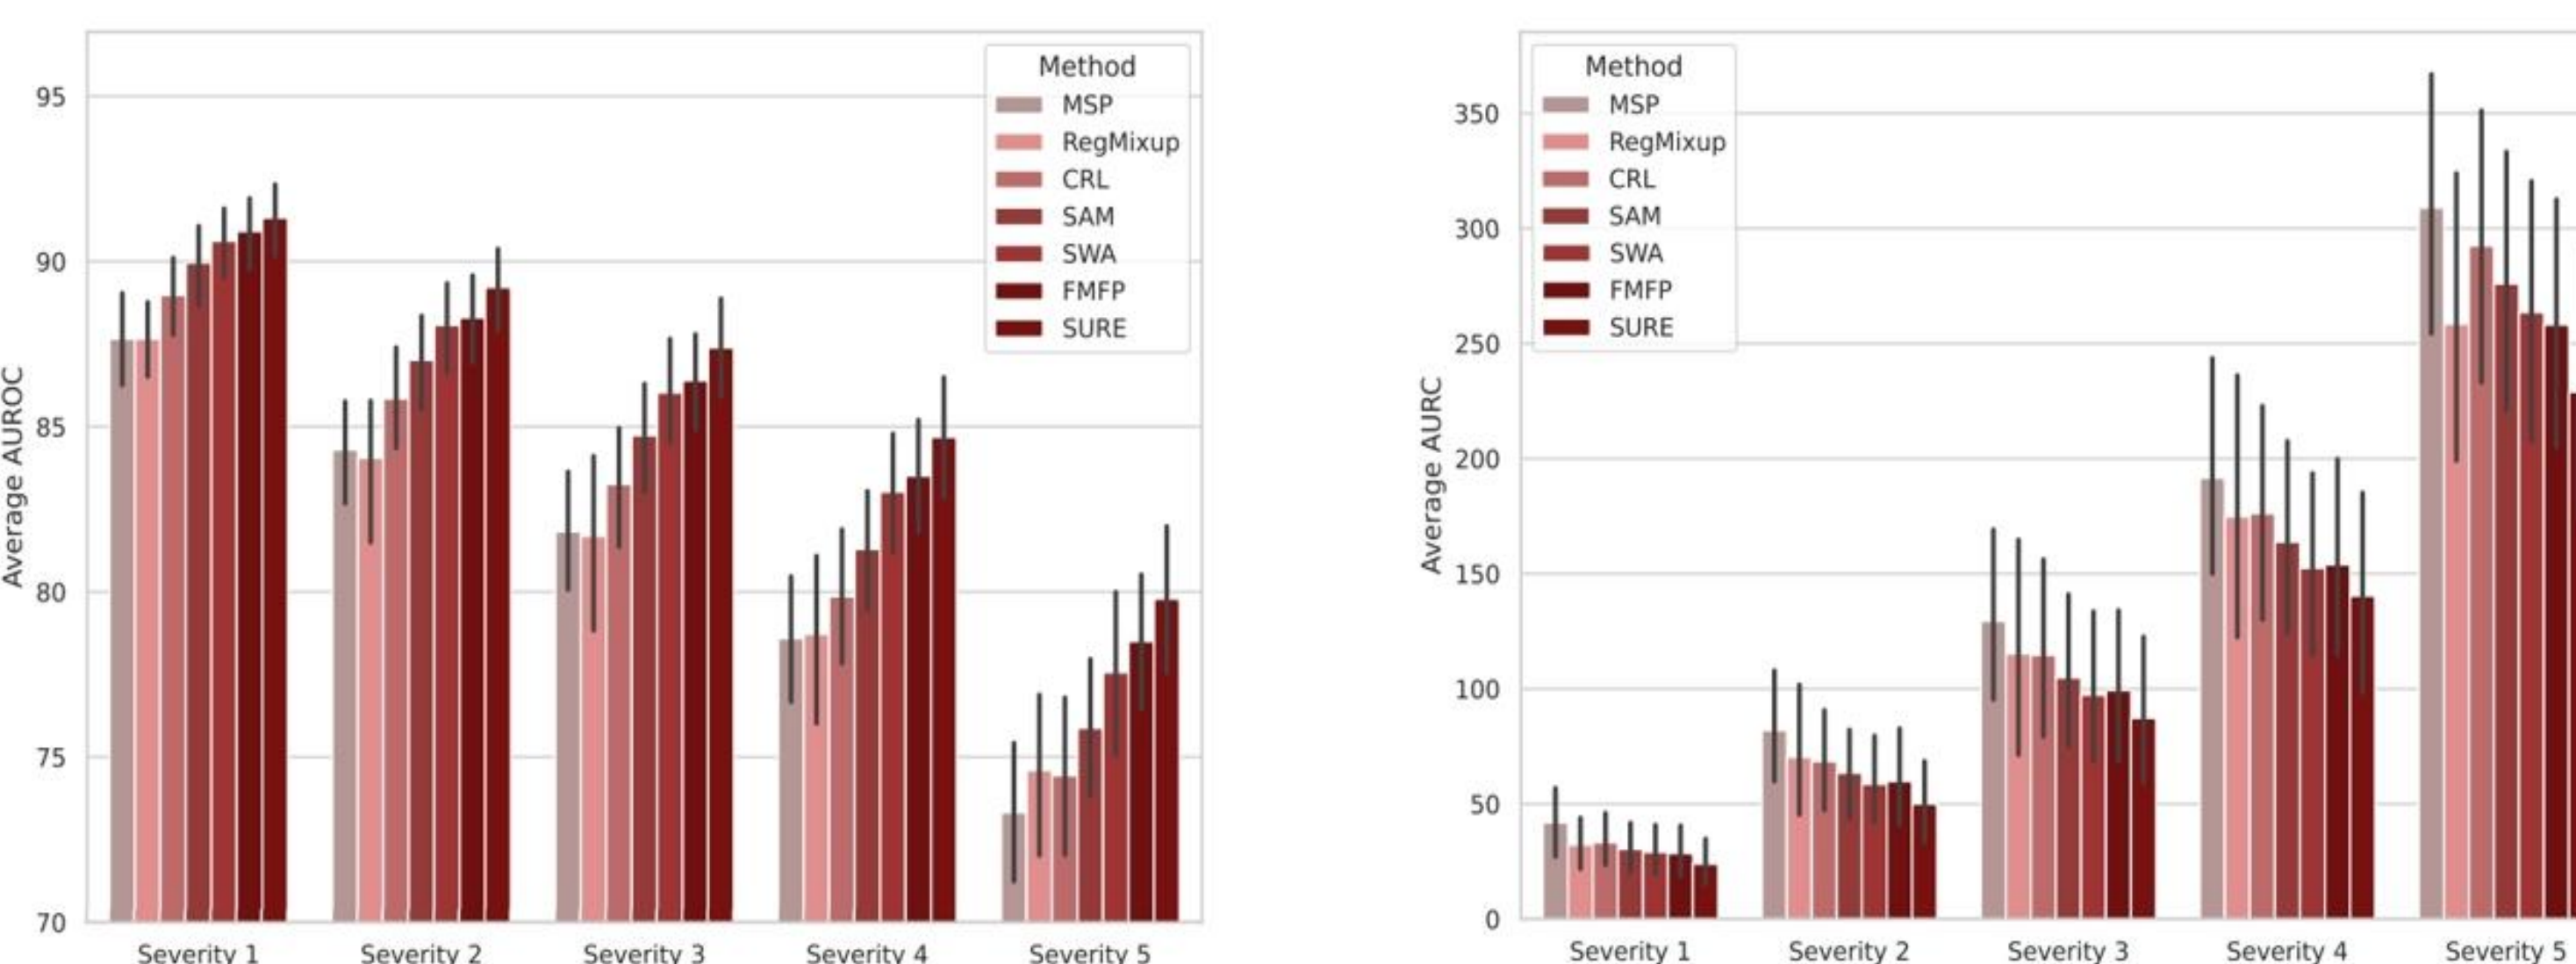 Average AUROC
95
90
85
80
75
70
Method
MSP
RegMixup
CRL
SAM
SWA
FMFP
SURE
Severity 1
Severity 2
Severity 3
Severity 4
Severity 5
Average AURC
350
300
250
200
150
100
50
0
Method
MSP
RegMixup
CRL
SAM
SWA
FMFP
SURE
Severity 1
Severity 2
Severity 3
Severity 4
Severity 5